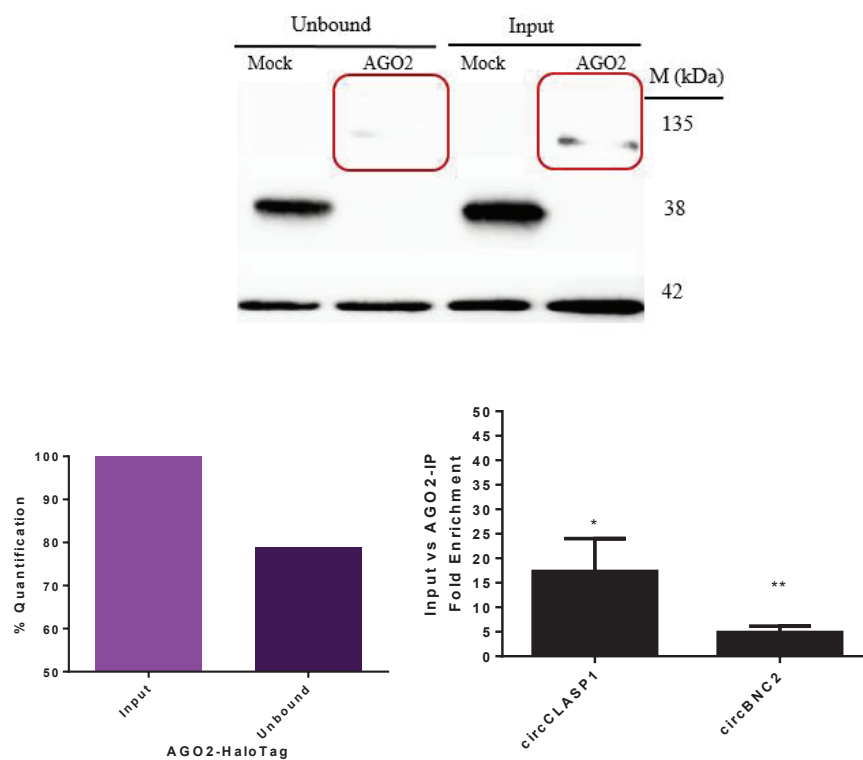 Unbound Input
Mock AGO2 Mock AGO2 M (kDa)
135
38
42
100
90
80
70
60
50
% Quantification
Input Unbound
AGO2-HaloTag
50
45
40
35
30
25
20
15
10
5
0
Input vs AGO2-IP
Fold Enrichment
*
**
circCLASP1 circBNC2